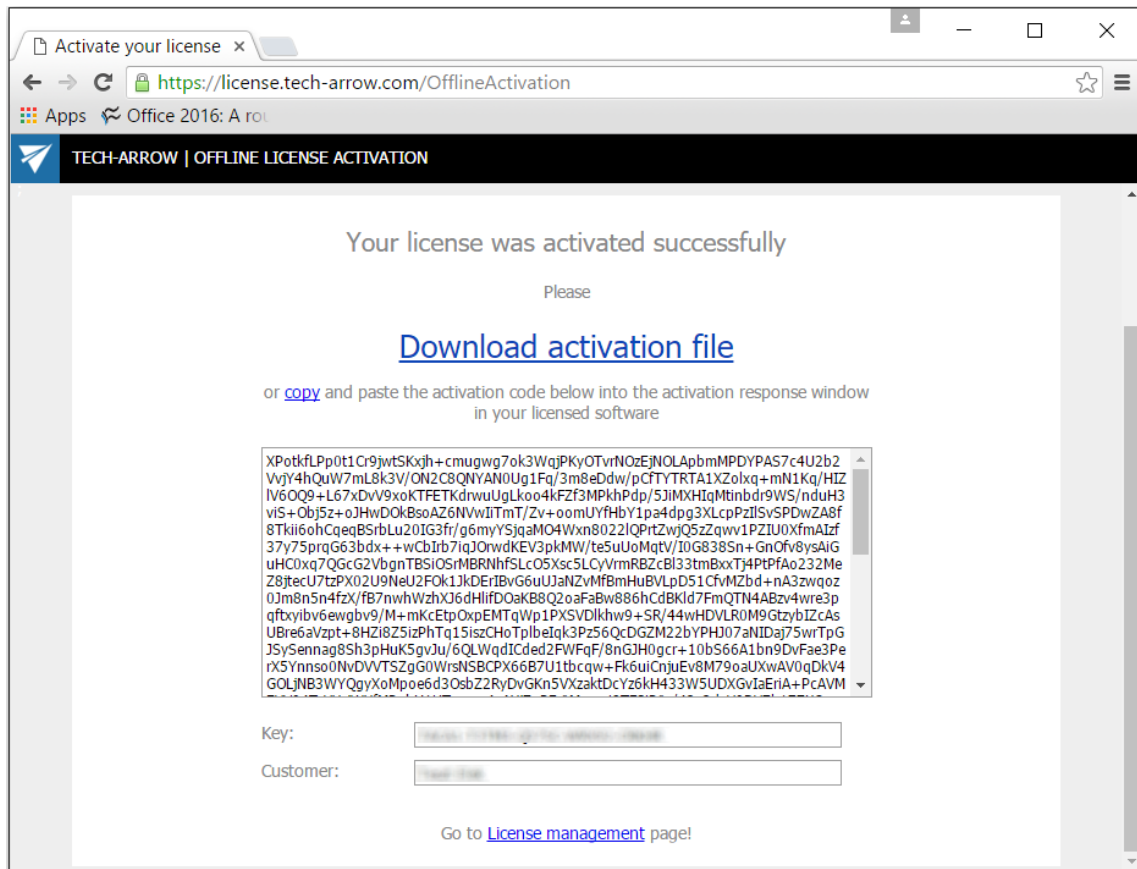 Activate your license
https://license.tech-arrow.com/OfflineActivation
Apps Office 2016: A rou
TECH-ARROW | OFFLINE LICENSE ACTIVATION
Your license was activated successfully
Please
Download activation file
or copy and paste the activation code below into the activation response window
in your licensed software
XPotkfLPp0t1Cr9jwtSKxjh+cmugwg7ok3WqjPKyOTvrNOzEjNOLApbmMPDYPAS7c4U2b2
VvjY4hQuW7mL8k3V/ON2C8QNYAN0Ug1Fq/3m8eDdw/pCfTYTRTA1XZolxq+mN1Kq/HIZ
lV6OQ9+L67xDvV9xoKTFETKdrwuUgLkoo4kFZf3MPkhPdp/5JiMXHIqMtinbdr9WS/nduH3
viS+Obj5z+oJHwDOkBsoAZ6NVwIiTmT/Zv+oomUYfHbY1pa4dpg3XLcpPzIlSvSPDwZA8f
8Tkii6ohCqeqBSrbLu20IG3fr/g6myYSjqaMO4Wxn8022lQPrtZwjQ5zZqwv1PZIU0XfmAIzf
37y75prqG63bdx++wCbIrb7iqJOrwdKEV3pkMW/te5uUoMqtV/I0G838Sn+GnOfv8ysAiG
uHC0xq7QGcG2VbgnTBSiOSrMBRNhfSLcO5Xsc5LCyVrmRBZcBl33tmBxxTj4PtPfAo232Me
Z8jtecU7tzPX02U9NeU2FOk1JkDErIBvG6uUJaNZvMfBmHuBVLpD51CfvMZbd+nA3zwqoz
0Jm8n5n4fzX/fB7nwhWzhXJ6dHlifDOaKB8Q2oaFaBw886hCdBKld7FmQTN4ABzv4wre3p
qftxyibv6ewgbv9/M+mKcEtpOxpEMTqWp1PXSVDlkhw9+SR/44wHDVLR0M9GtzybIZcAs
UBre6aVzpt+8HZi8Z5izPhTq15iszCHoTplbeIqk3Pz56QcDGZM22bYPHJ07aNIDaj75wrTpG
JSySennag8Sh3pHuK5gvJu/6QLWqdICded2FWFqF/8nGJH0gcr+10bS66A1bn9DvFae3Pe
rX5Ynnso0NvDVVTSZgG0WrsNSBCPX66B7U1tbcqw+Fk6uiCnjuEv8M79oaUXwAV0qDkV4
GOLjNB3WYQgyXoMpoe6d3OsbZ2RyDvGKn5VXzaktDcYz6kH433W5UDXGvIaEriA+PcAVM
Key:
Customer:
Go to License management page!